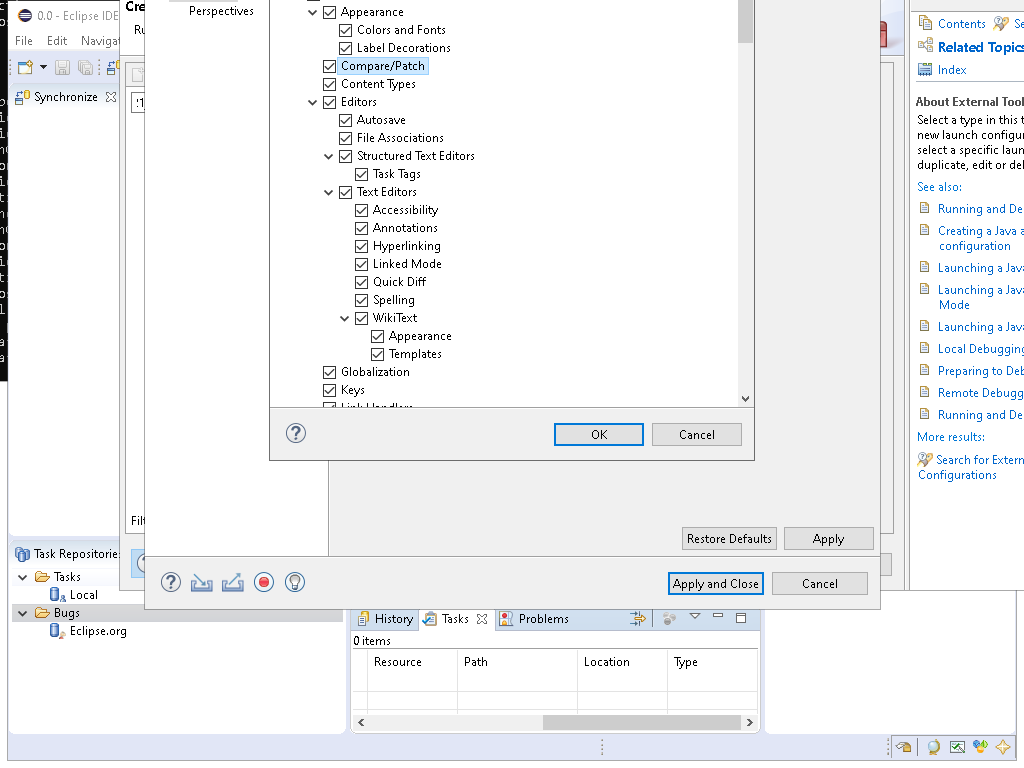 0.0 - Eclipse IDE
File Edit Navigat
Synchronize
Cre
Ru
Perspectives
Appearance
Colors and Fonts
Label Decorations
Compare/Patch
Content Types
Editors
Autosave
File Associations
Structured Text Editors
Task Tags
Text Editors
Accessibility
Annotations
Hyperlinking
Linked Mode
Quick Diff
Spelling
WikiText
Appearance
Templates
Globalization
Keys
Link Handlers
OK
Cancel
Filt
Restore Defaults
Apply
Apply and Close
Cancel
Contents
Se
Related Topics
Index
About External Tool
Select a type in this t
new launch configur
select a specific laun
duplicate, edit or del
See also:
Running and De
Creating a Java a
configuration
Launching a Java
Launching a Java
Mode
Launching a Java
Local Debugging
Preparing to Deb
Remote Debugg
Running and De
More results:
Search for Extern
Configurations
Task Repositories
Tasks
Local
Bugs
Eclipse.org
History
Tasks
Problems
0 items
Resource
Path
Location
Type